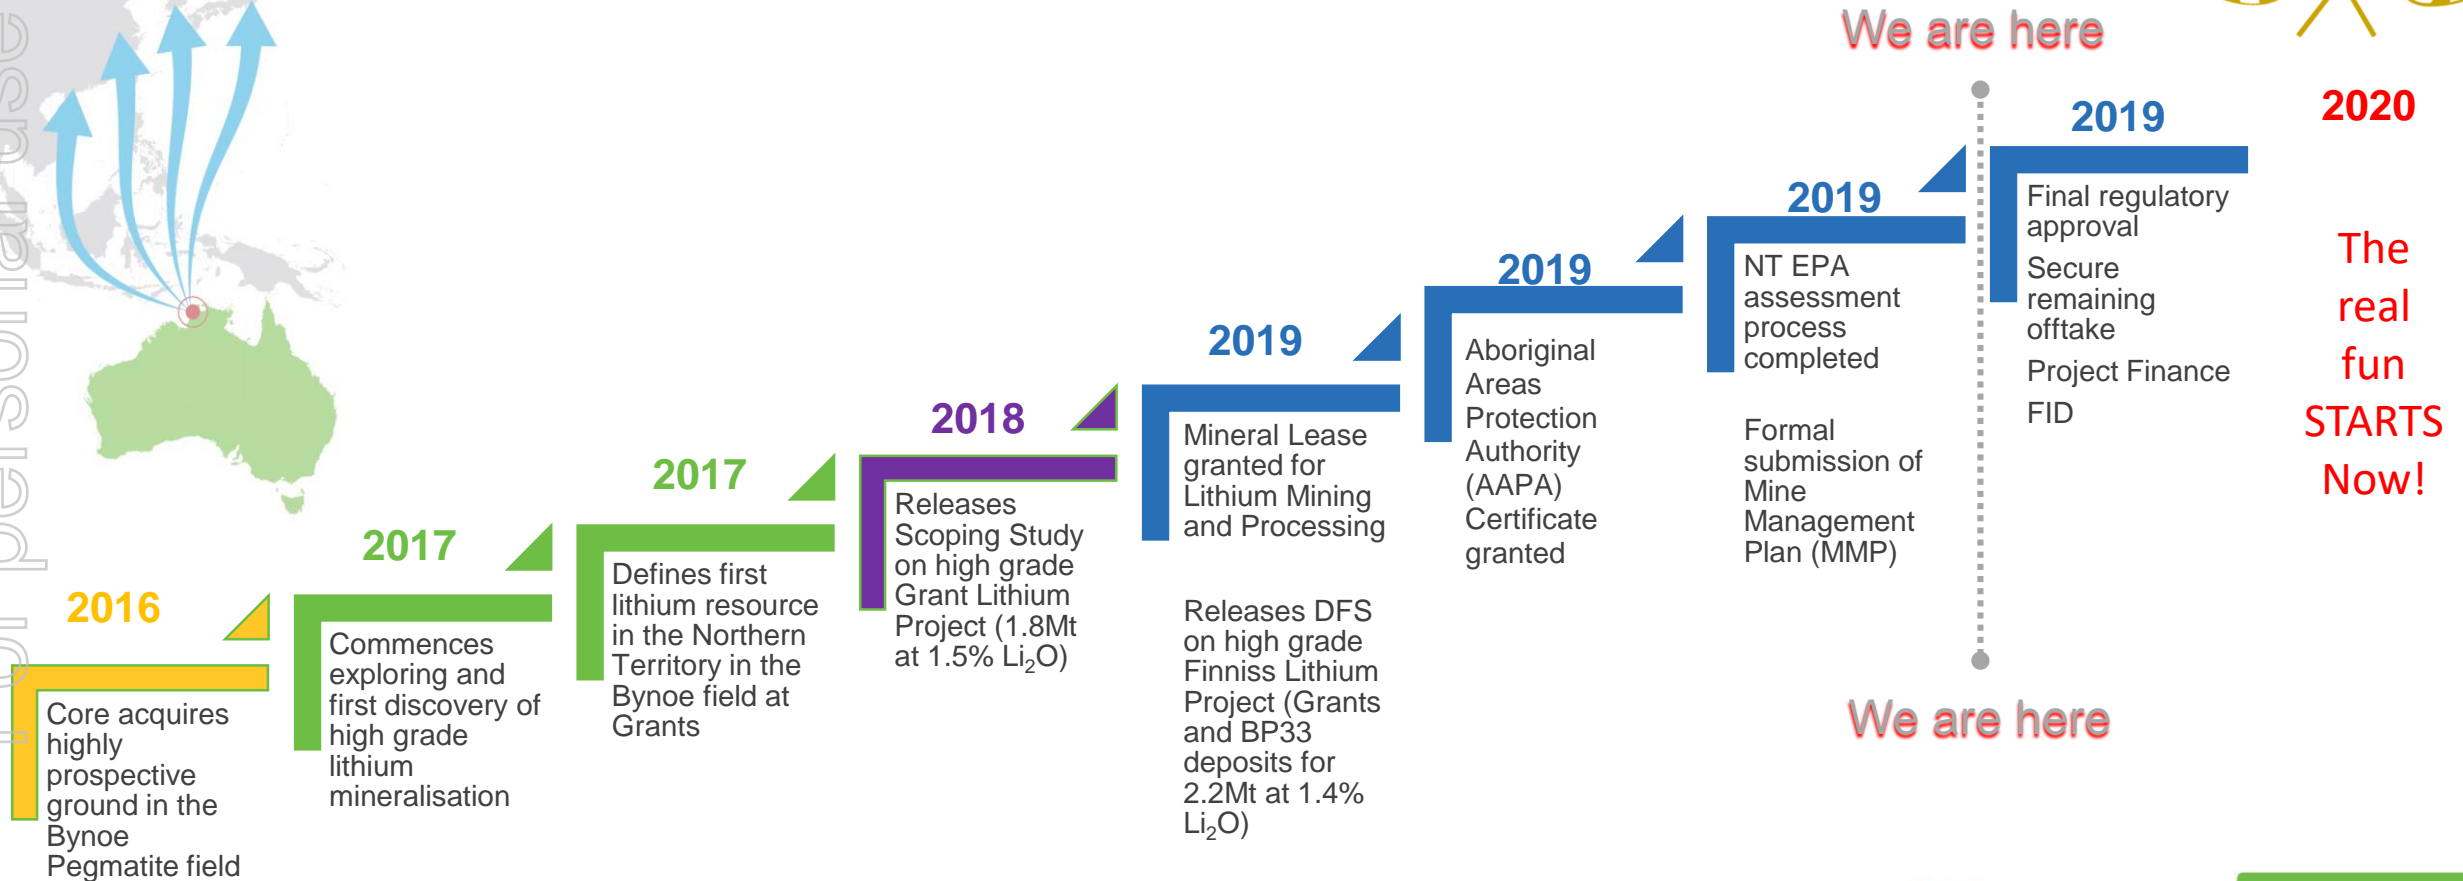 For personal use
We are here
2016
Core acquires
highly
prospective
ground in the
Bynoe
Pegmatite field
2017
Commences
exploring and
first discovery of
high grade
lithium
mineralisation
2017
Defines first
lithium resource
in the Northern
Territory in the
Bynoe field at
Grants
2018
Releases
Scoping Study
on high grade
Grant Lithium
Project (1.8Mt
at 1.5% Li₂O)
2019
Mineral Lease
granted for
Lithium Mining
and Processing
Releases DFS
on high grade
Finniss Lithium
Project (Grants
and BP33
deposits for
2.2Mt at 1.4%
Li₂O)
2019
Aboriginal
Areas
Protection
Authority
(AAPA)
Certificate
granted
2019
NT EPA
assessment
process
completed
Formal
submission of
Mine
Management
Plan (MMP)
2019
Final regulatory
approval
Secure
remaining
offtake
Project Finance
FID
2020
The
real
fun
STARTS
Now!
We are here